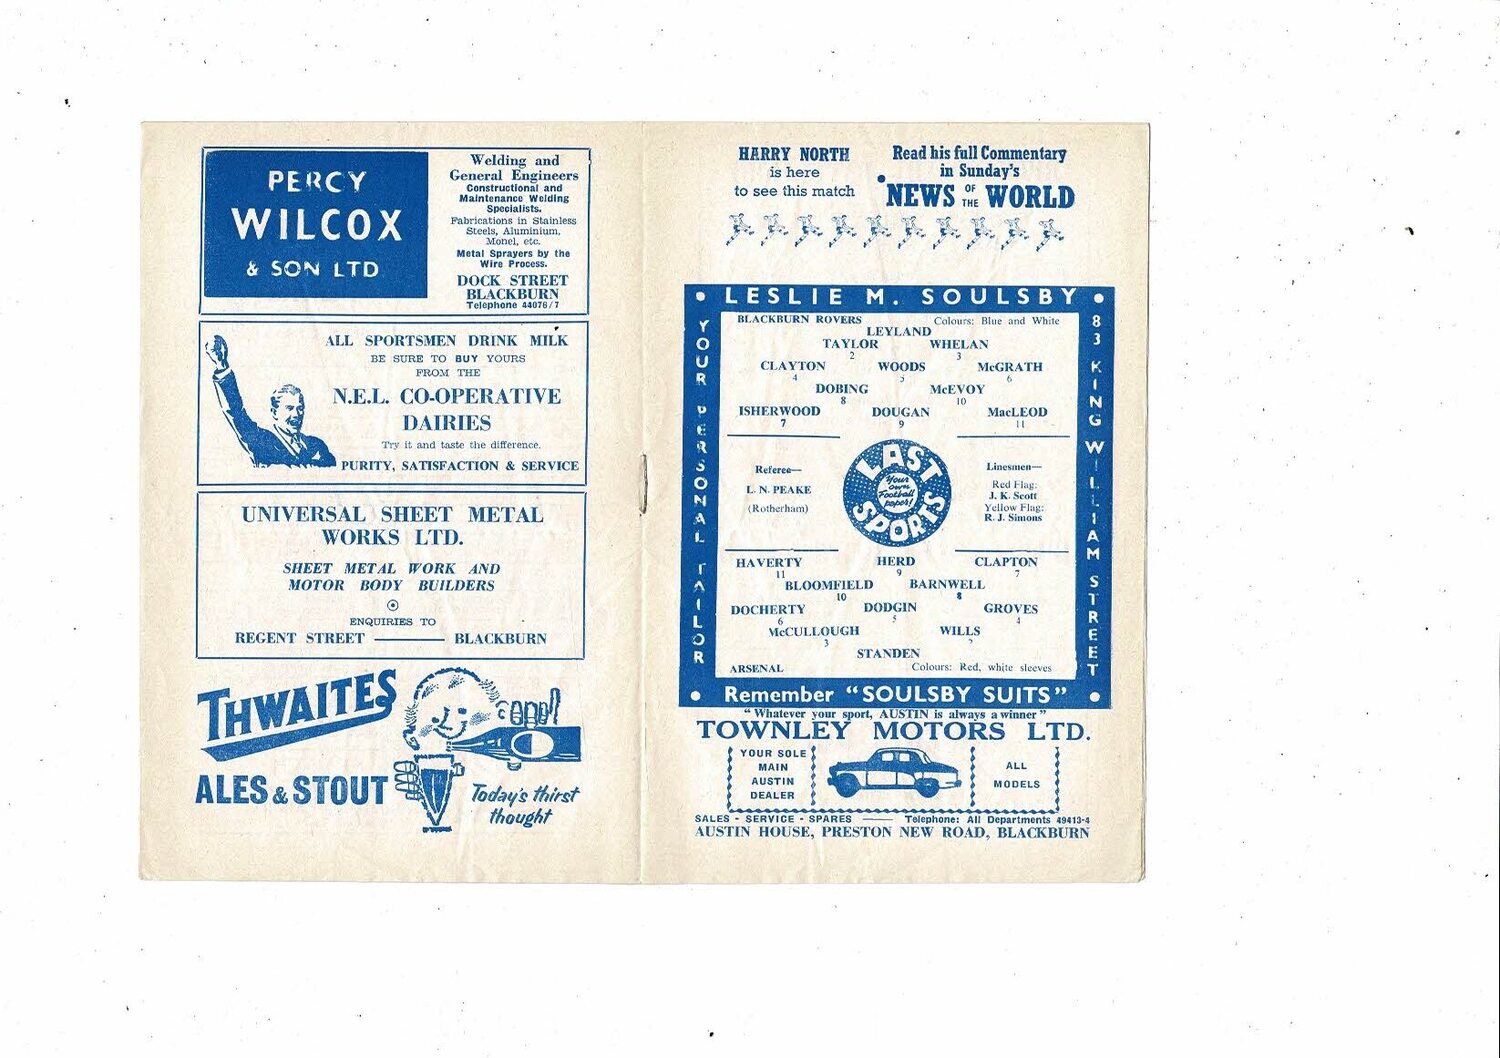 PERCY
WILCOX
& SON LTD
Welding and
General Engineers
Constructional and
Maintenance Welding
Specialists.
Fabrications in Stainless
Steels, Aluminium,
Monel, etc.
Metal Sprayers by the
Wire Process.
DOCK STREET
BLACKBURN
Telephone 44076/7
ALL SPORTSMEN DRINK MILK
BE SURE TO BUY YOURS
FROM THE
N.E.L. CO-OPERATIVE
DAIRIES
Try it and taste the difference.
PURITY, SATISFACTION & SERVICE
UNIVERSAL SHEET METAL
WORKS LTD.
SHEET METAL WORK AND
MOTOR BODY BUILDERS
ENQUIRIES TO
REGENT STREET BLACKBURN
THWAITES
ALES & STOUT
Today's thirst
thought
HARRY NORTH
is here
to see this match
Read his full Commentary
in Sunday's
NEWS OF THE WORLD
• LESLIE M. SOULSBY •
YOUR PERSONAL TAILOR
83 KING WILLIAM STREET
BLACKBURN ROVERS Colours: Blue and White
LEYLAND
TAYLOR WHELAN
2 3
CLAYTON WOODS McGRATH
4 5 6
DOBING McEVOY
8 10
ISHERWOOD DOUGAN MacLEOD
7 9 11
Referee—
L. N. PEAKE
(Rotherham)
LAST
Your
own
Football
paper!
SPORTS
Linesmen—
Red Flag:
J. K. Scott
Yellow Flag:
R. J. Simons
HAVERTY HERD CLAPTON
11 9 7
BLOOMFIELD BARNWELL
10 8
DOCHERTY DODGIN GROVES
6 5 4
McCULLOUGH WILLS
3 2
STANDEN
ARSENAL Colours: Red, white sleeves
• Remember "SOULSBY SUITS" •
"Whatever your sport, AUSTIN is always a winner"
TOWNLEY MOTORS LTD.
YOUR SOLE
MAIN
AUSTIN
DEALER
ALL
MODELS
SALES - SERVICE - SPARES —— Telephone: All Departments 49413-4
AUSTIN HOUSE, PRESTON NEW ROAD, BLACKBURN